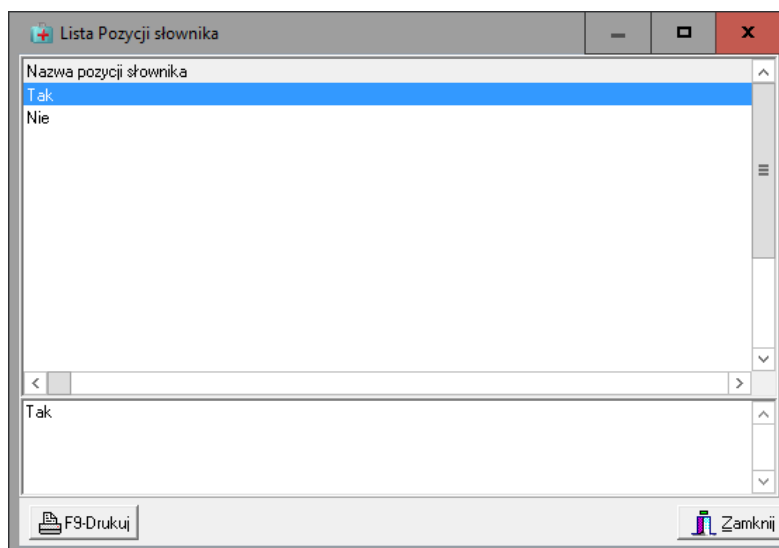 Lista Pozycji słownika
Nazwa pozycji słownika
Tak
Nie
Tak
F9-Drukuj
Zamknij